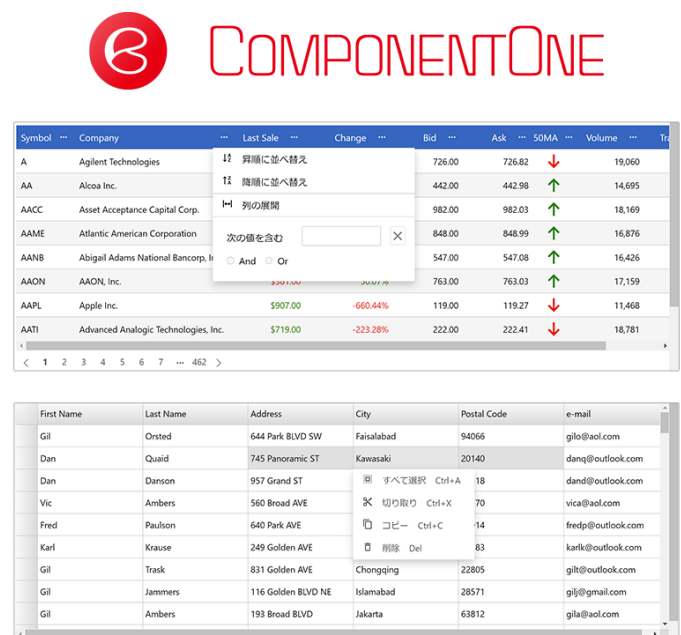 COMPONENTONE
Symbol ··· Company ··· Last Sale ··· Change ··· Bid ··· Ask ··· 50MA ··· Volume ···
A Agilent Technologies 昇順に並べ替え 726.00 726.82 19,060
AA Alcoa Inc. 降順に並べ替え 442.00 442.98 14,695
AACC Asset Acceptance Capital Corp. 列の展開 982.00 982.03 18,169
AAME Atlantic American Corporation 次の値を含む 848.00 848.99 16,876
AANB Abigail Adams National Bancorp, And Or 547.00 547.08 16,426
AAON AAON, Inc. 763.00 763.03 17,159
AAPL Apple Inc. $907.00 -660.44% 119.00 119.27 11,468
AATI Advanced Analogic Technologies, Inc. $719.00 -223.28% 222.00 222.41 18,781
1 2 3 4 5 6 7 ··· 462
First Name Last Name Address City Postal Code e-mail
Gil Orsted 644 Park BLVD SW Faisalabad 94066 gilo@aol.com
Dan Quaid 745 Panoramic ST Kawasaki 20140 danq@outlook.com
Dan Danson 957 Grand ST すべて選択 Ctrl+A 18 dand@outlook.com
Vic Ambers 560 Broad AVE 切り取り Ctrl+X 70 vica@aol.com
Fred Paulson 640 Park AVE コピー Ctrl+C 14 fredp@outlook.com
Karl Krause 249 Golden AVE 削除 Del 83 karlk@outlook.com
Gil Trask 831 Golden AVE Chongqing 22805 gilt@outlook.com
Gil Jammers 116 Golden BLVD NE Islamabad 28571 gilj@gmail.com
Gil Ambers 193 Broad BLVD Jakarta 63812 gila@aol.com